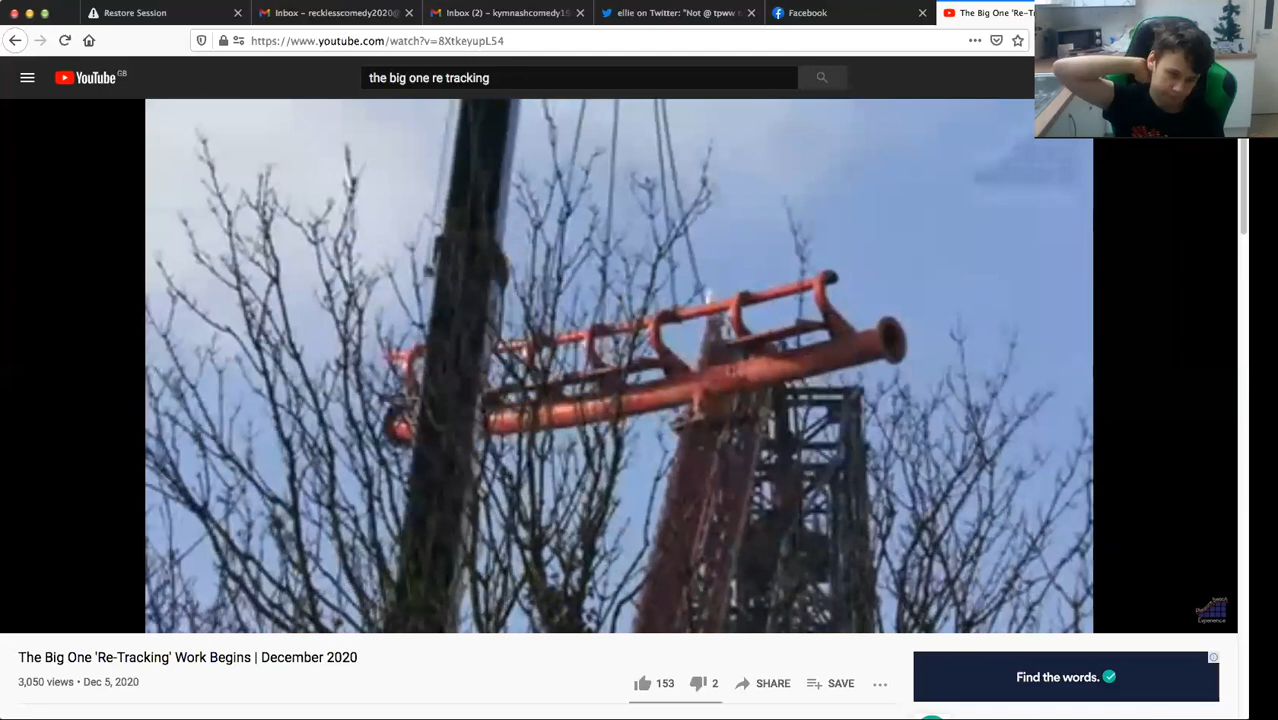 Restore Session
Inbox – recklesscomedy2020@
Inbox (2) – kymnashcomedy15
ellie on Twitter: "Not @ tpww t
Facebook
The Big One 'Re-Tr
https://www.youtube.com/watch?v=8XtkeyupL54
YouTube GB
the big one re tracking
Experience
The Big One 'Re-Tracking' Work Begins | December 2020
3,050 views • Dec 5, 2020
153
2
SHARE
SAVE
Find the words.